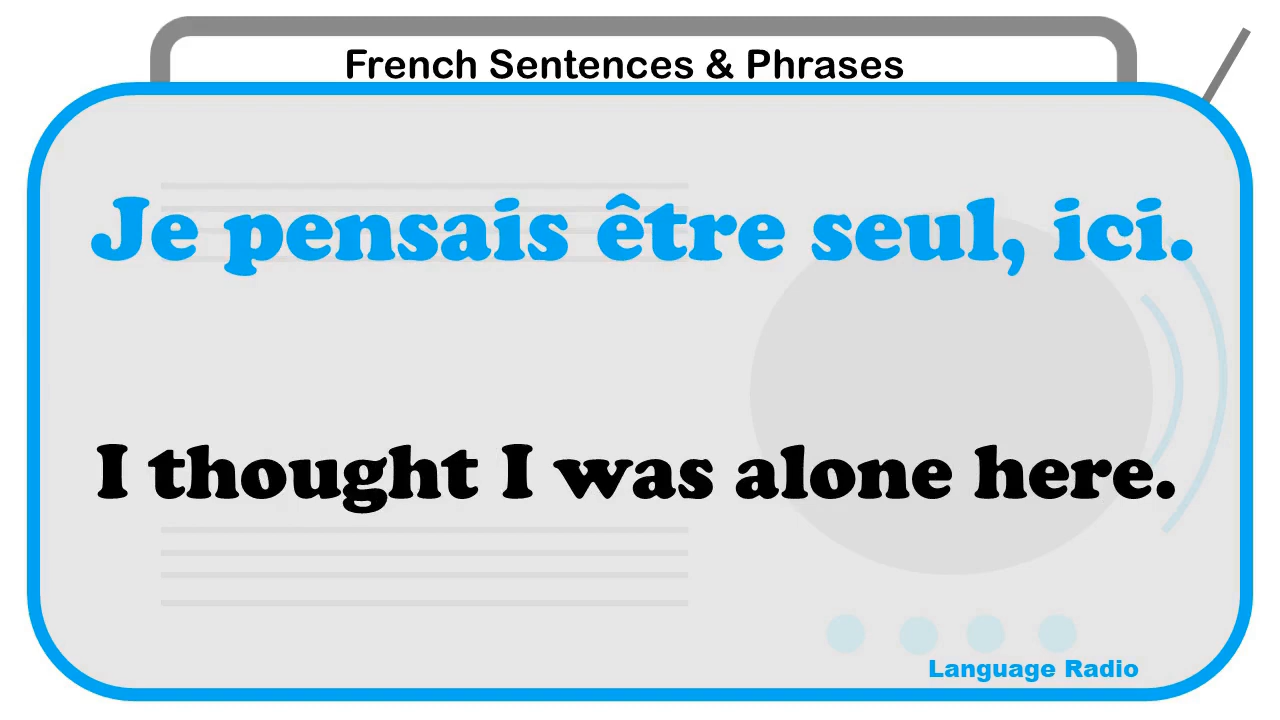 French Sentences & Phrases
Je pensais être seul, ici.
I thought I was alone here.
Language Radio